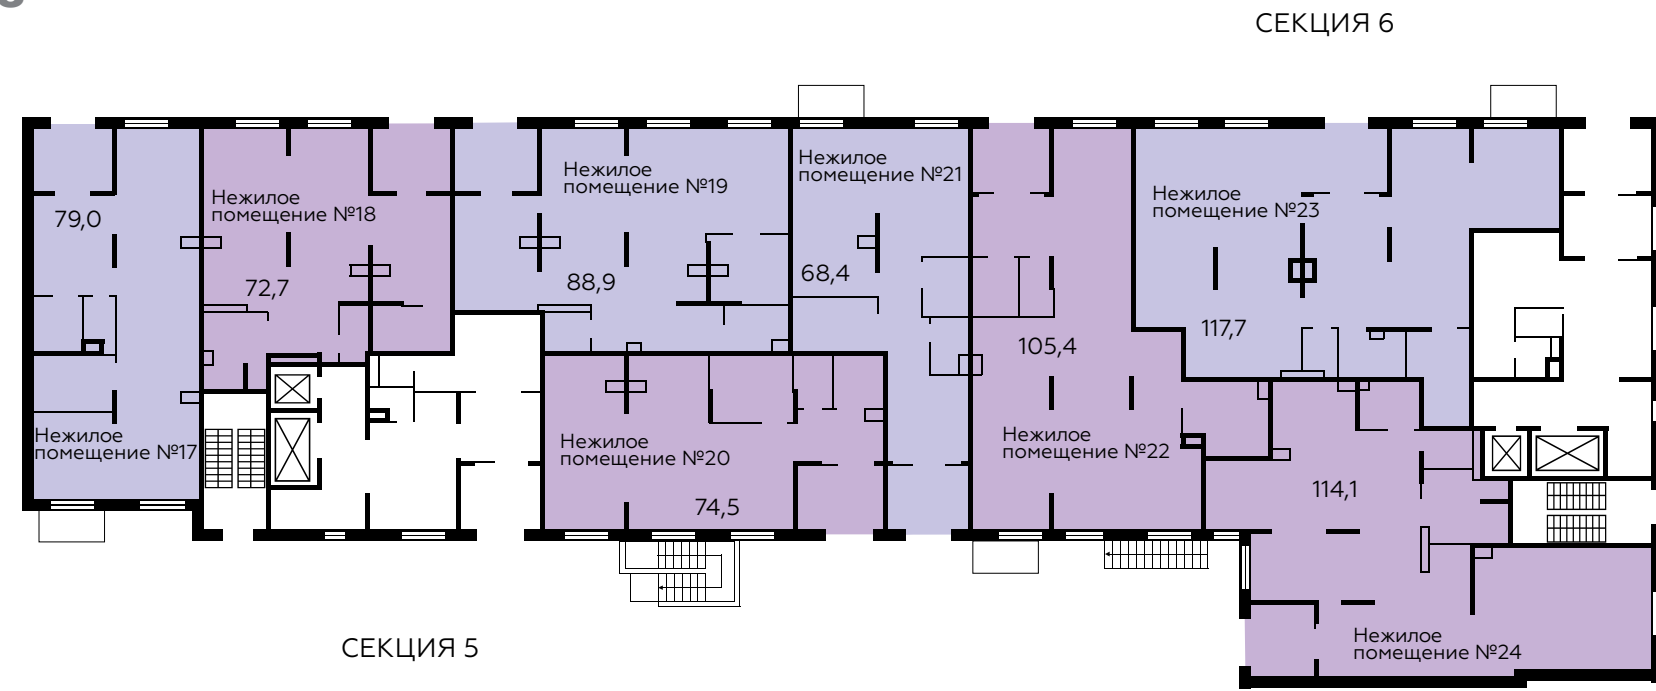 СЕКЦИЯ 6
79,0
Нежилое
помещение №17
Нежилое
помещение №18
72,7
Нежилое
помещение №19
88,9
Нежилое
помещение №20
74,5
Нежилое
помещение №21
68,4
105,4
Нежилое
помещение №22
Нежилое
помещение №23
117,7
114,1
Нежилое
помещение №24
СЕКЦИЯ 5